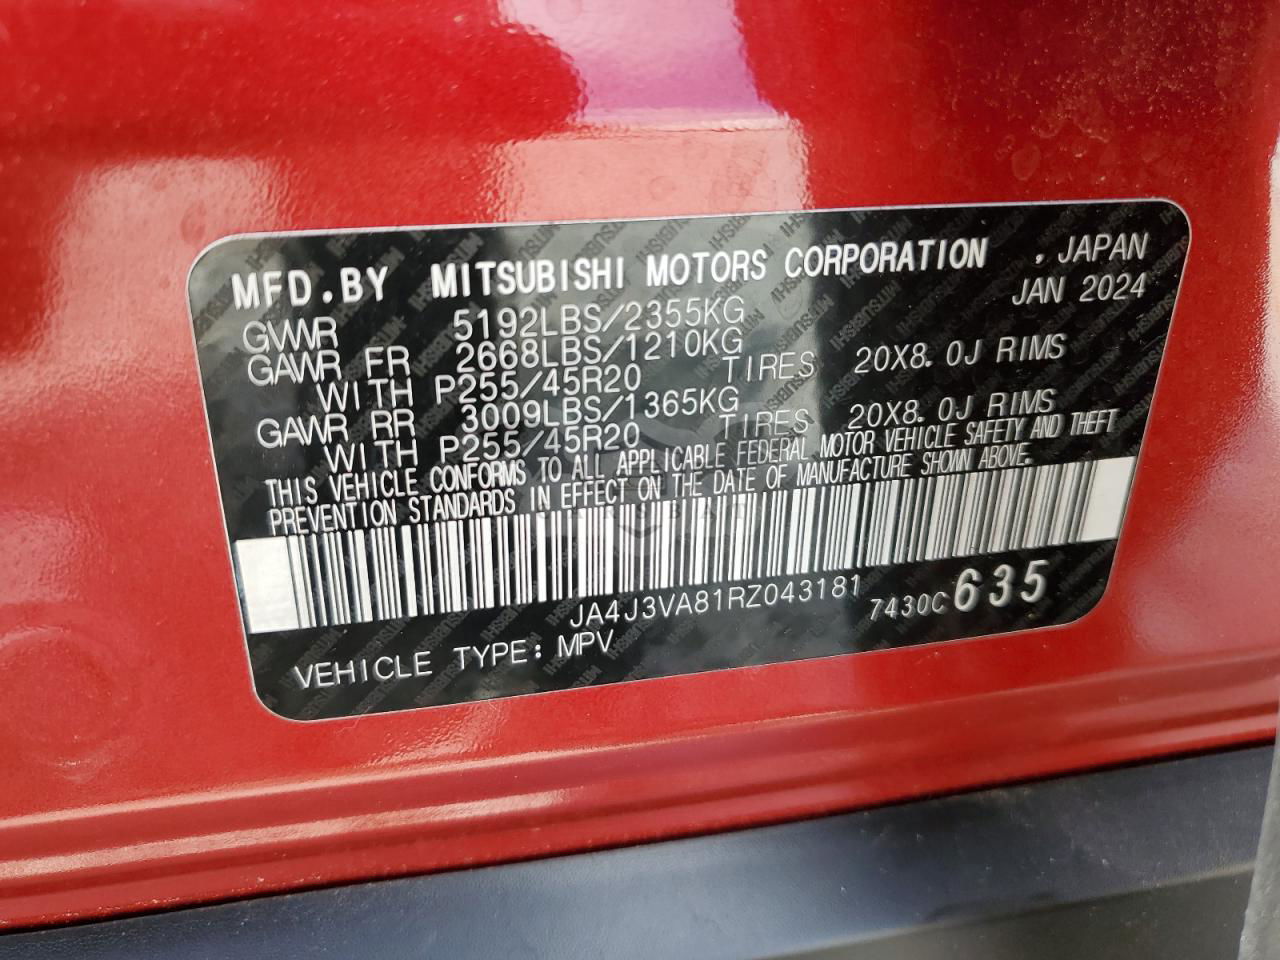 MFD.BY MITSUBISHI MOTORS CORPORATION , JAPAN
JAN 2024
GVWR 5192LBS/2355KG
GAWR FR 2668LBS/1210KG
WITH P255/45R20 TIRES 20X8.0J RIMS
GAWR RR 3009LBS/1365KG
WITH P255/45R20 TIRES 20X8.0J RIMS
THIS VEHICLE CONFORMS TO ALL APPLICABLE FEDERAL MOTOR VEHICLE SAFETY AND THEFT
PREVENTION STANDARDS IN EFFECT ON THE DATE OF MANUFACTURE SHOWN ABOVE.
JA4J3VA81RZ043181 7430C 635
VEHICLE TYPE: MPV